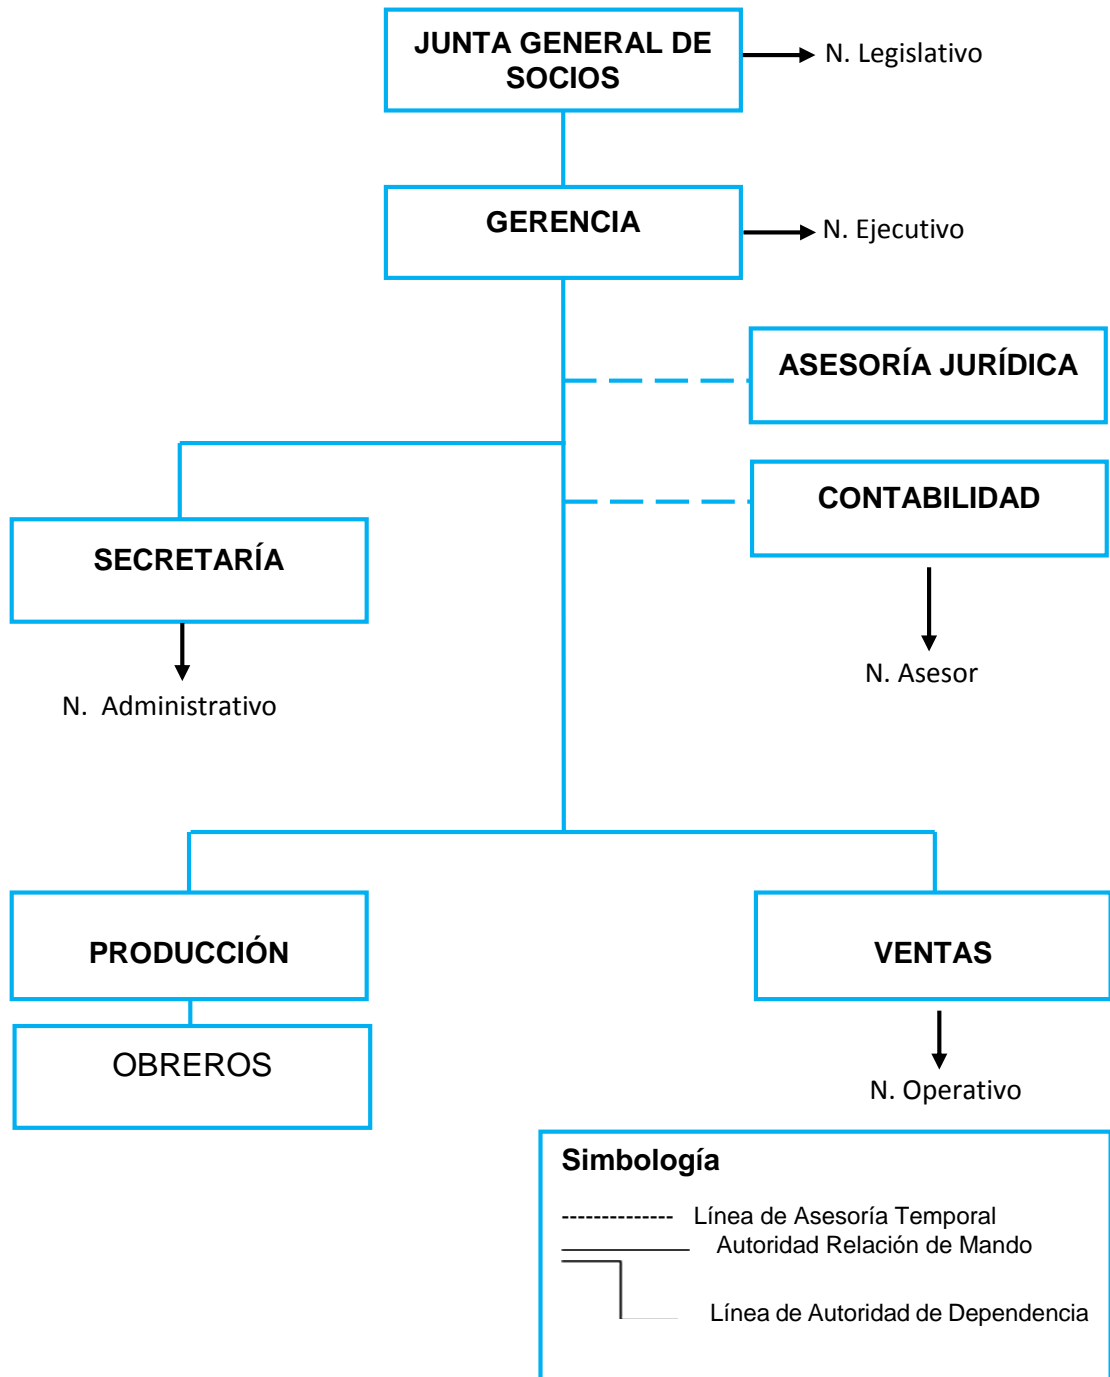 JUNTA GENERAL DE
SOCIOS
N. Legislativo
GERENCIA
N. Ejecutivo
ASESORÍA JURÍDICA
CONTABILIDAD
SECRETARÍA
N. Asesor
N.  Administrativo
PRODUCCIÓN
VENTAS
OBREROS
N. Operativo
Simbología
Línea de Asesoría Temporal
Autoridad Relación de Mando
Línea de Autoridad de Dependencia